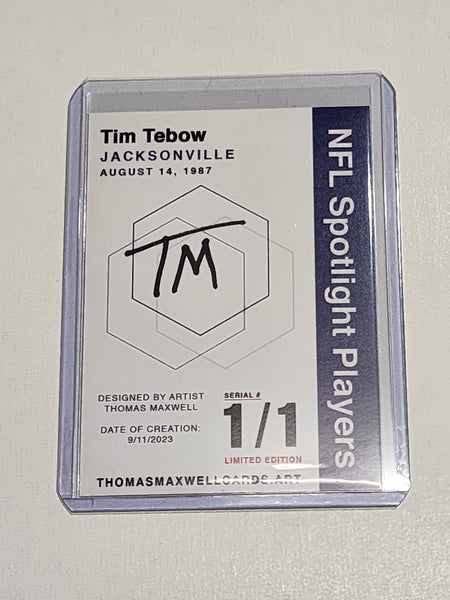 Tim Tebow
JACKSONVILLE
AUGUST 14, 1987
TM
DESIGNED BY ARTIST
THOMAS MAXWELL
DATE OF CREATION:
9/11/2023
SERIAL #
1/1
LIMITED EDITION
THOMASMAXWELLCARDS.ART
NFL Spotlight Players